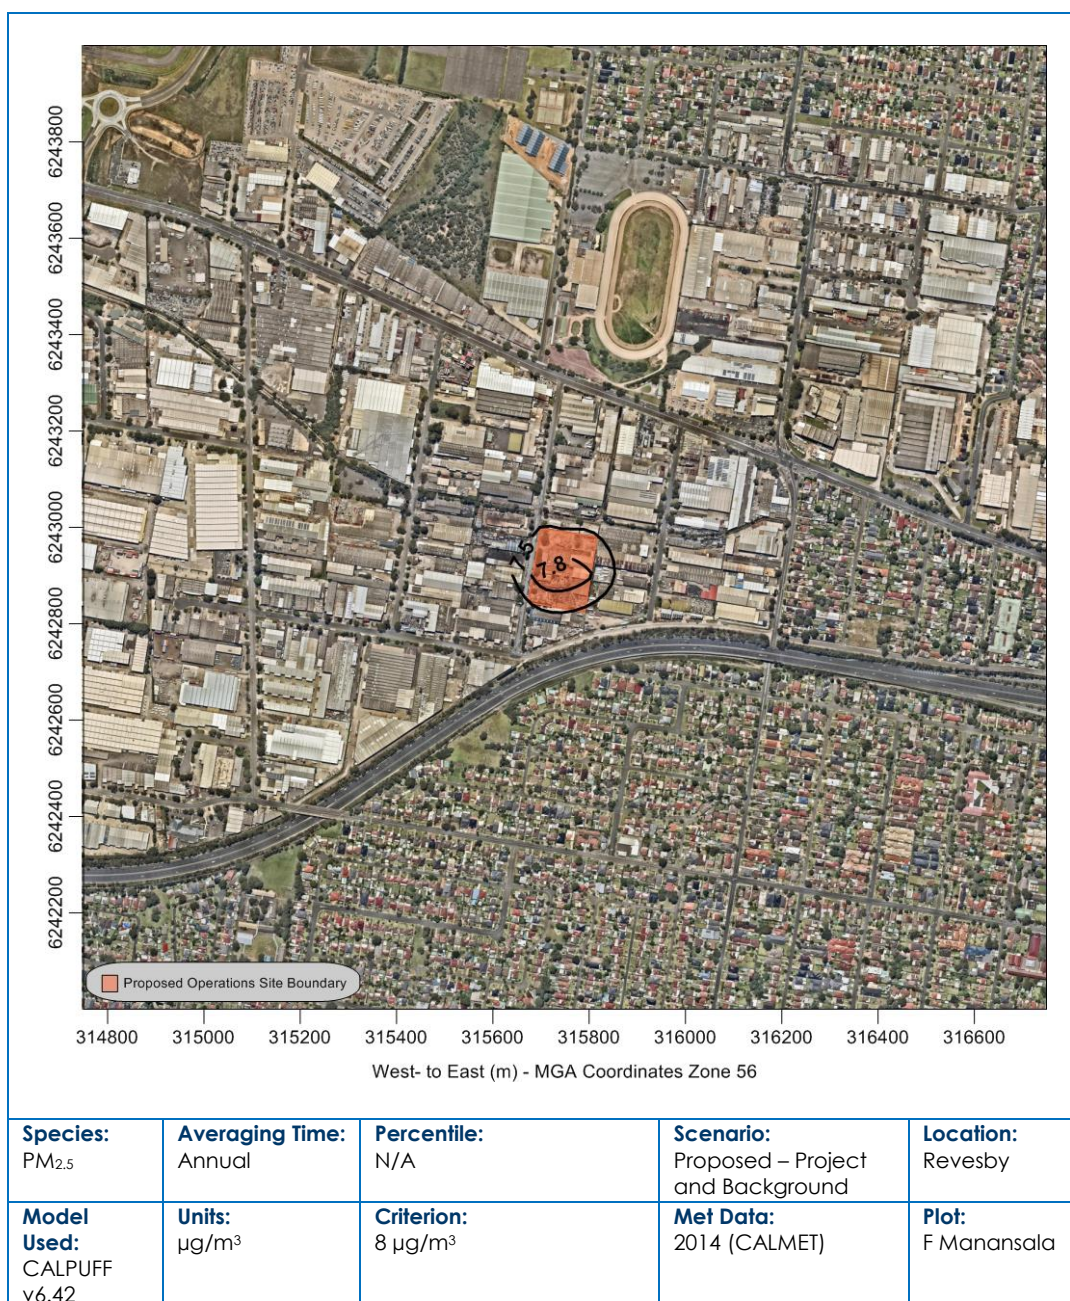 6243800
6243600
6243400
6243200
6243000
6242800
6242600
6242400
6242200
7.5
7.8
Proposed Operations Site Boundary
314800 315000 315200 315400 315600 315800 316000 316200 316400 316600
West- to East (m) - MGA Coordinates Zone 56
Species:
PM2.5
Averaging Time:
Annual
Percentile:
N/A
Scenario:
Proposed – Project
and Background
Location:
Revesby
Model
Used:
CALPUFF
v6.42
Units:
µg/m³
Criterion:
8 µg/m³
Met Data:
2014 (CALMET)
Plot:
F Manansala